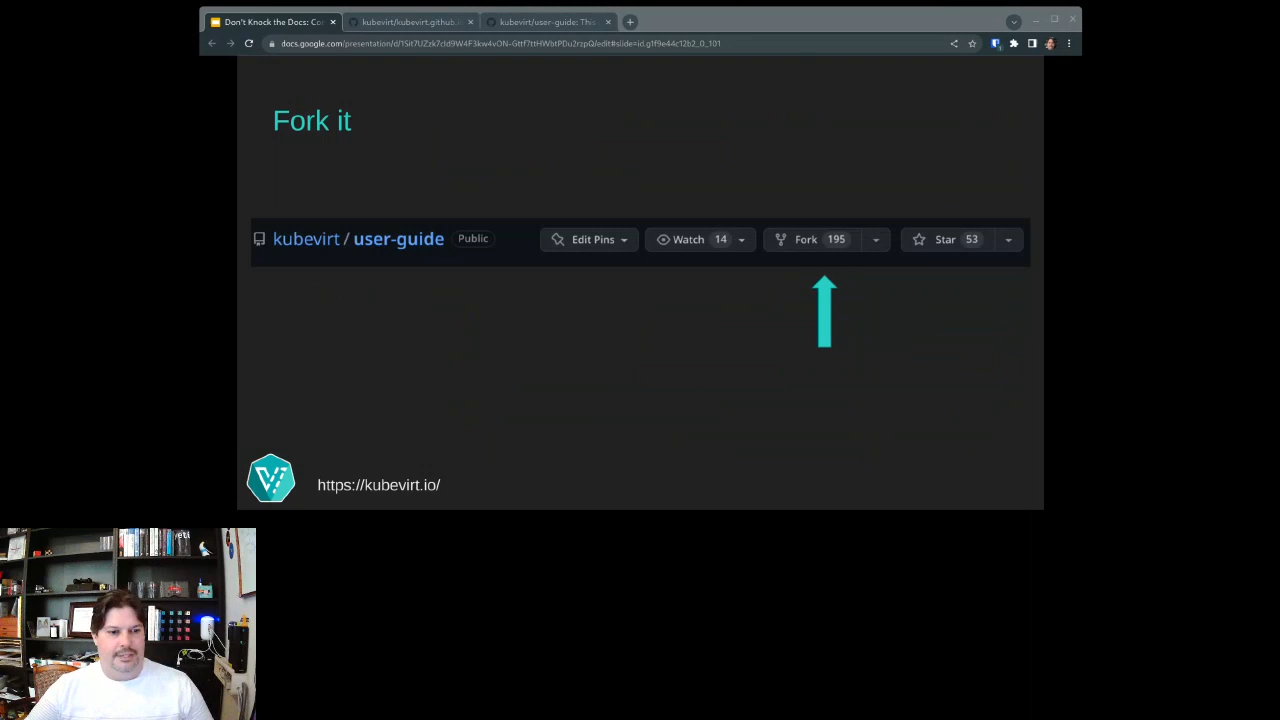 Don't Knock the Docs: Co
kubevirt/kubevirt.github.i
kubevirt/user-guide: This
docs.google.com/presentation/d/1Sit7UZzk7cId9W4F3kw4vON-Gttf7ttHWbtPDu2rzpQ/edit#slide=id.g1f9e44c12b2_0_101
Fork it
kubevirt / user-guide Public Edit Pins Watch 14 Fork 195 Star 53
https://kubevirt.io/
yeti